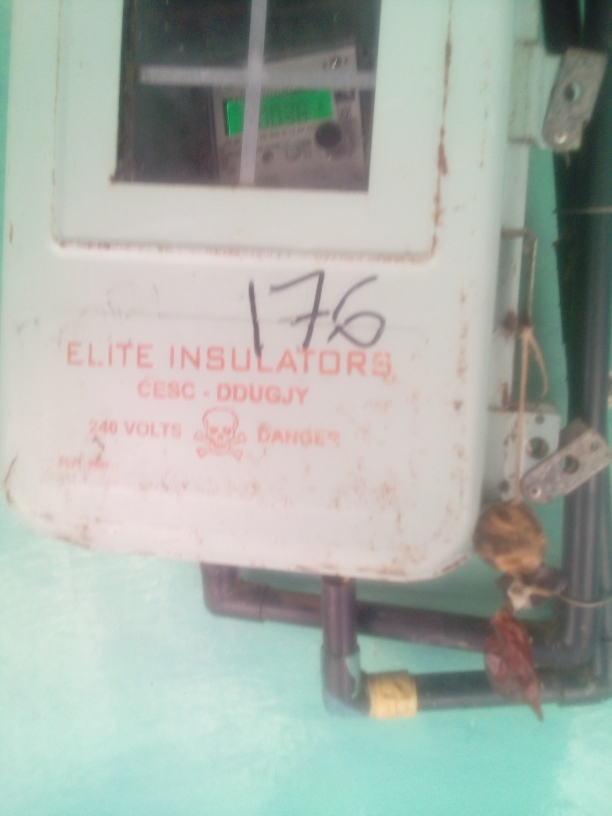 176
ELITE INSULATORS
CESC - DDUGJY
240 VOLTS DANGER